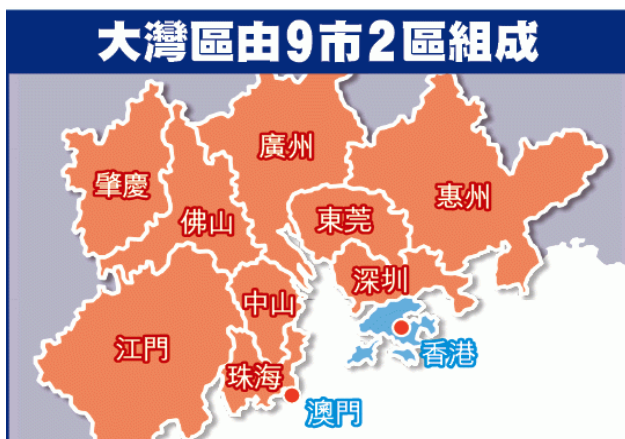 大灣區由9市2區組成
廣州
肇慶
惠州
佛山
東莞
深圳
中山
江門
香港
珠海
澳門